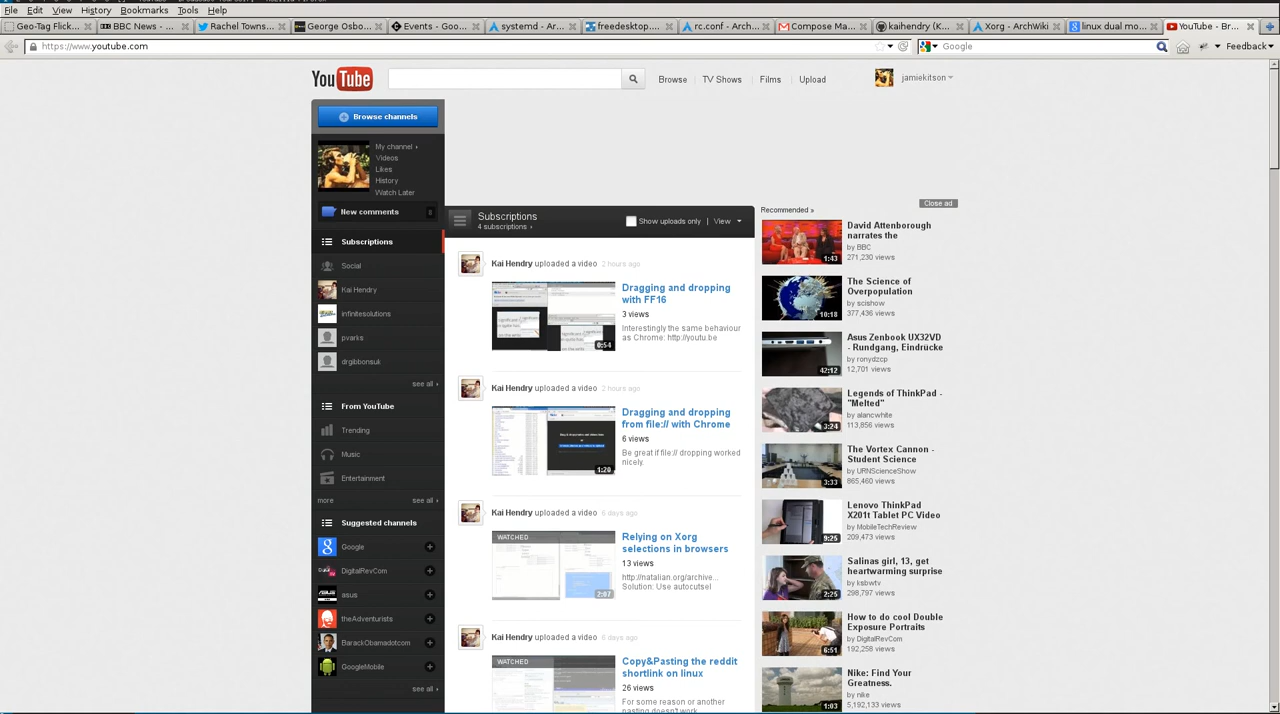 File Edit View History Bookmarks Tools Help
Geo-Tag Flick... BBC News - ... Rachel Towns... George Osbo... Events - Goo... systemd - A... freedesktop.... rc.conf - Arc... Compose Ma... kaihendry (K... Xorg - ArchWiki linux dual mo... YouTube - Br...
https://www.youtube.com Google Feedback
YouTube Browse TV Shows Films Upload jamiekitson
Browse channels
My channel
Videos
Likes
History
Watch Later
New comments
Subscriptions
Social
Kai Hendry
infinitesolutions
pvarks
drgibbonsuk
see all
From YouTube
Trending
Music
Entertainment
more see all
Suggested channels
Google
DigitalRevCom
asus
theAdventurists
BarackObamadotcom
GoogleMobile
see all
Subscriptions
4 subscriptions
Show uploads only | View
Kai Hendry uploaded a video 2 hours ago
Dragging and dropping
with FF16
3 views
Interestingly the same behaviour
as Chrome: http://youtu.be
0:54
Kai Hendry uploaded a video 2 hours ago
Dragging and dropping
from file:// with Chrome
6 views
Be great if file:// dropping worked
nicely.
1:20
Kai Hendry uploaded a video 6 days ago
WATCHED
Relying on Xorg
selections in browsers
13 views
http://natalian.org/archive...
Solution: Use autocutsel
2:07
Kai Hendry uploaded a video 6 days ago
WATCHED
Copy&Pasting the reddit
shortlink on linux
26 views
For some reason or another
pasting doesn't work
Recommended »
Close ad
David Attenborough
narrates the
by BBC
271,230 views
1:43
The Science of
Overpopulation
by scishow
377,436 views
10:18
Asus Zenbook UX32VD
- Rundgang, Eindrücke
by ronydzcp
12,701 views
42:12
Legends of ThinkPad -
"Melted"
by alancwhite
113,856 views
3:24
The Vortex Cannon -
Student Science
by URNScienceShow
865,460 views
3:33
Lenovo ThinkPad
X201t Tablet PC Video
by MobileTechReview
209,473 views
9:25
Salinas girl, 13, get
heartwarming surprise
by ksbwtv
298,797 views
2:25
How to do cool Double
Exposure Portraits
by DigitalRevCom
192,258 views
6:51
Nike: Find Your
Greatness.
by nike
5,192,133 views
1:03